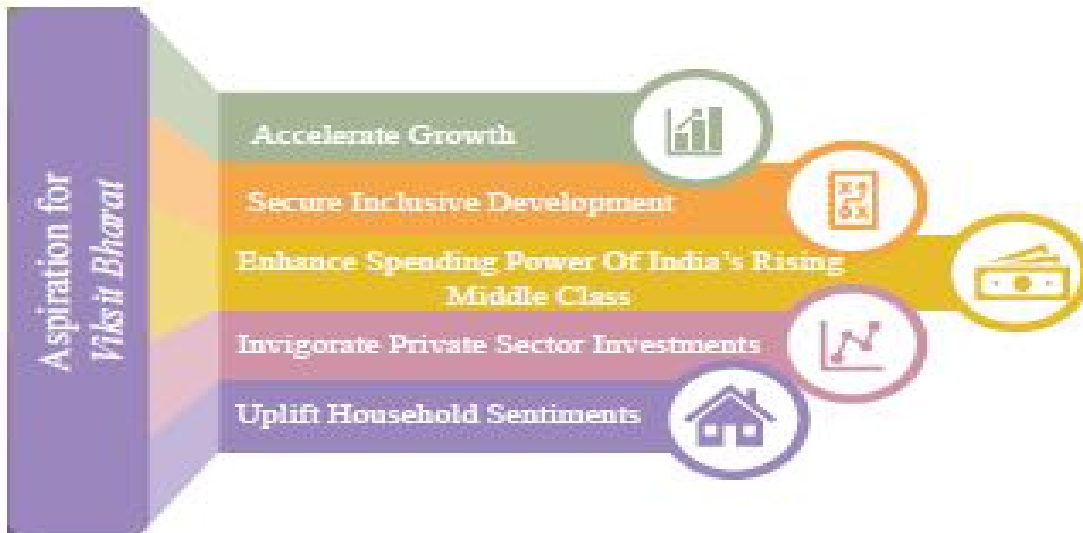 Aspiration for
Viksit Bharat
Accelerate Growth
Secure Inclusive Development
Enhance Spending Power Of India's Rising
Middle Class
Invigorate Private Sector Investments
Uplift Household Sentiments